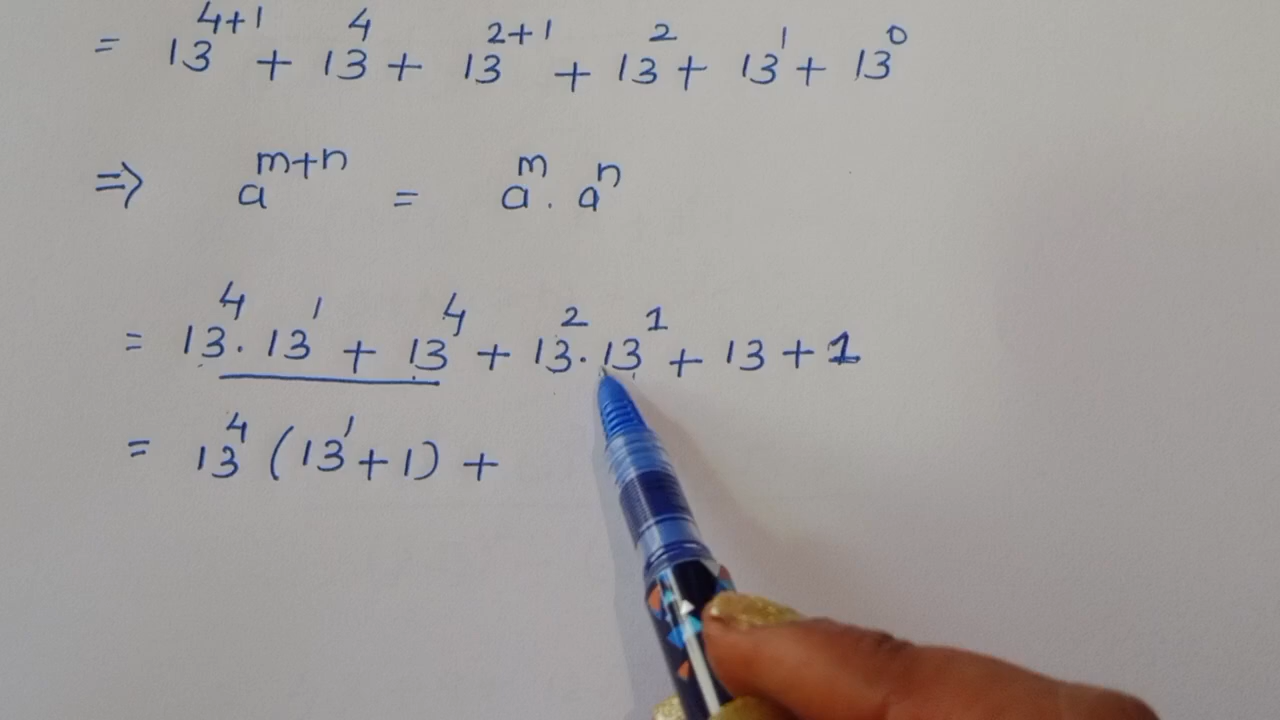 = 13^{4+1} + 13^4 + 13^{2+1} + 13^2 + 13^1 + 13^0
⇒ a^{m+n} = a^m . a^n
= 13^4 . 13^1 + 13^4 + 13^2 . 13^1 + 13 + 1
= 13^4 (13^1 + 1) +